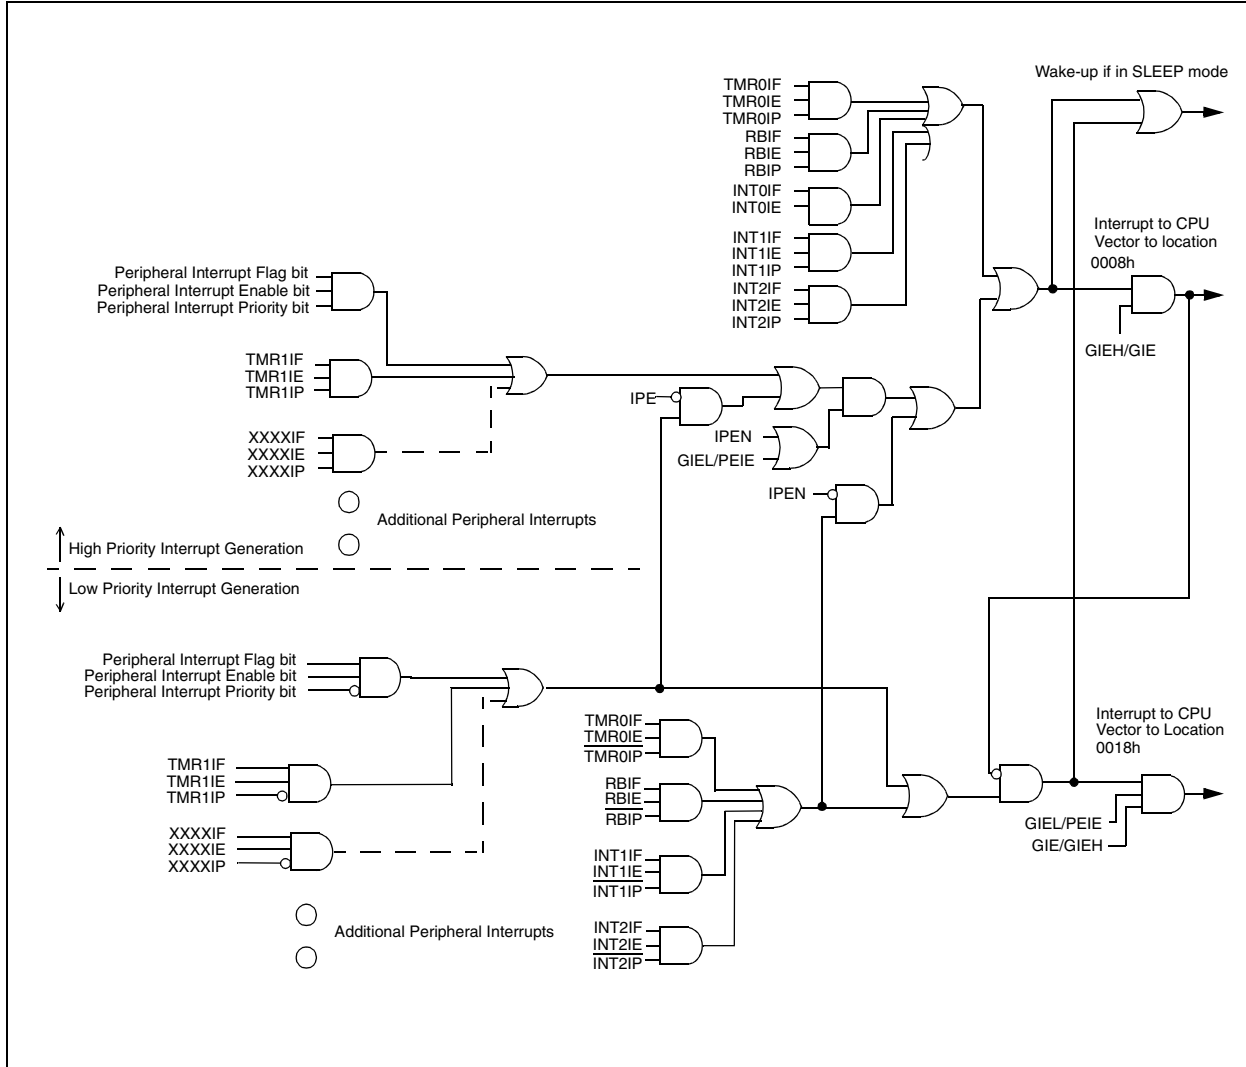 Wake-up if in SLEEP mode
TMR0IF
TMR0IE
TMR0IP
RBIF
RBIE
RBIP
INT0IF
INT0IE
INT1IF
INT1IE
INT1IP
INT2IF
INT2IE
INT2IP
Interrupt to CPU
Vector to location
0008h
GIEH/GIE
Peripheral Interrupt Flag bit
Peripheral Interrupt Enable bit
Peripheral Interrupt Priority bit
TMR1IF
TMR1IE
TMR1IP
XXXXIF
XXXXIE
XXXXIP
IPE
IPEN
GIEL/PEIE
IPEN
Additional Peripheral Interrupts
High Priority Interrupt Generation
Low Priority Interrupt Generation
Peripheral Interrupt Flag bit
Peripheral Interrupt Enable bit
Peripheral Interrupt Priority bit
TMR1IF
TMR1IE
TMR1IP
XXXXIF
XXXXIE
XXXXIP
Additional Peripheral Interrupts
TMR0IF
TMR0IE
TMR0IP
RBIF
RBIE
RBIP
INT1IF
INT1IE
INT1IP
INT2IF
INT2IE
INT2IP
Interrupt to CPU
Vector to Location
0018h
GIEL/PEIE
GIE/GIEH